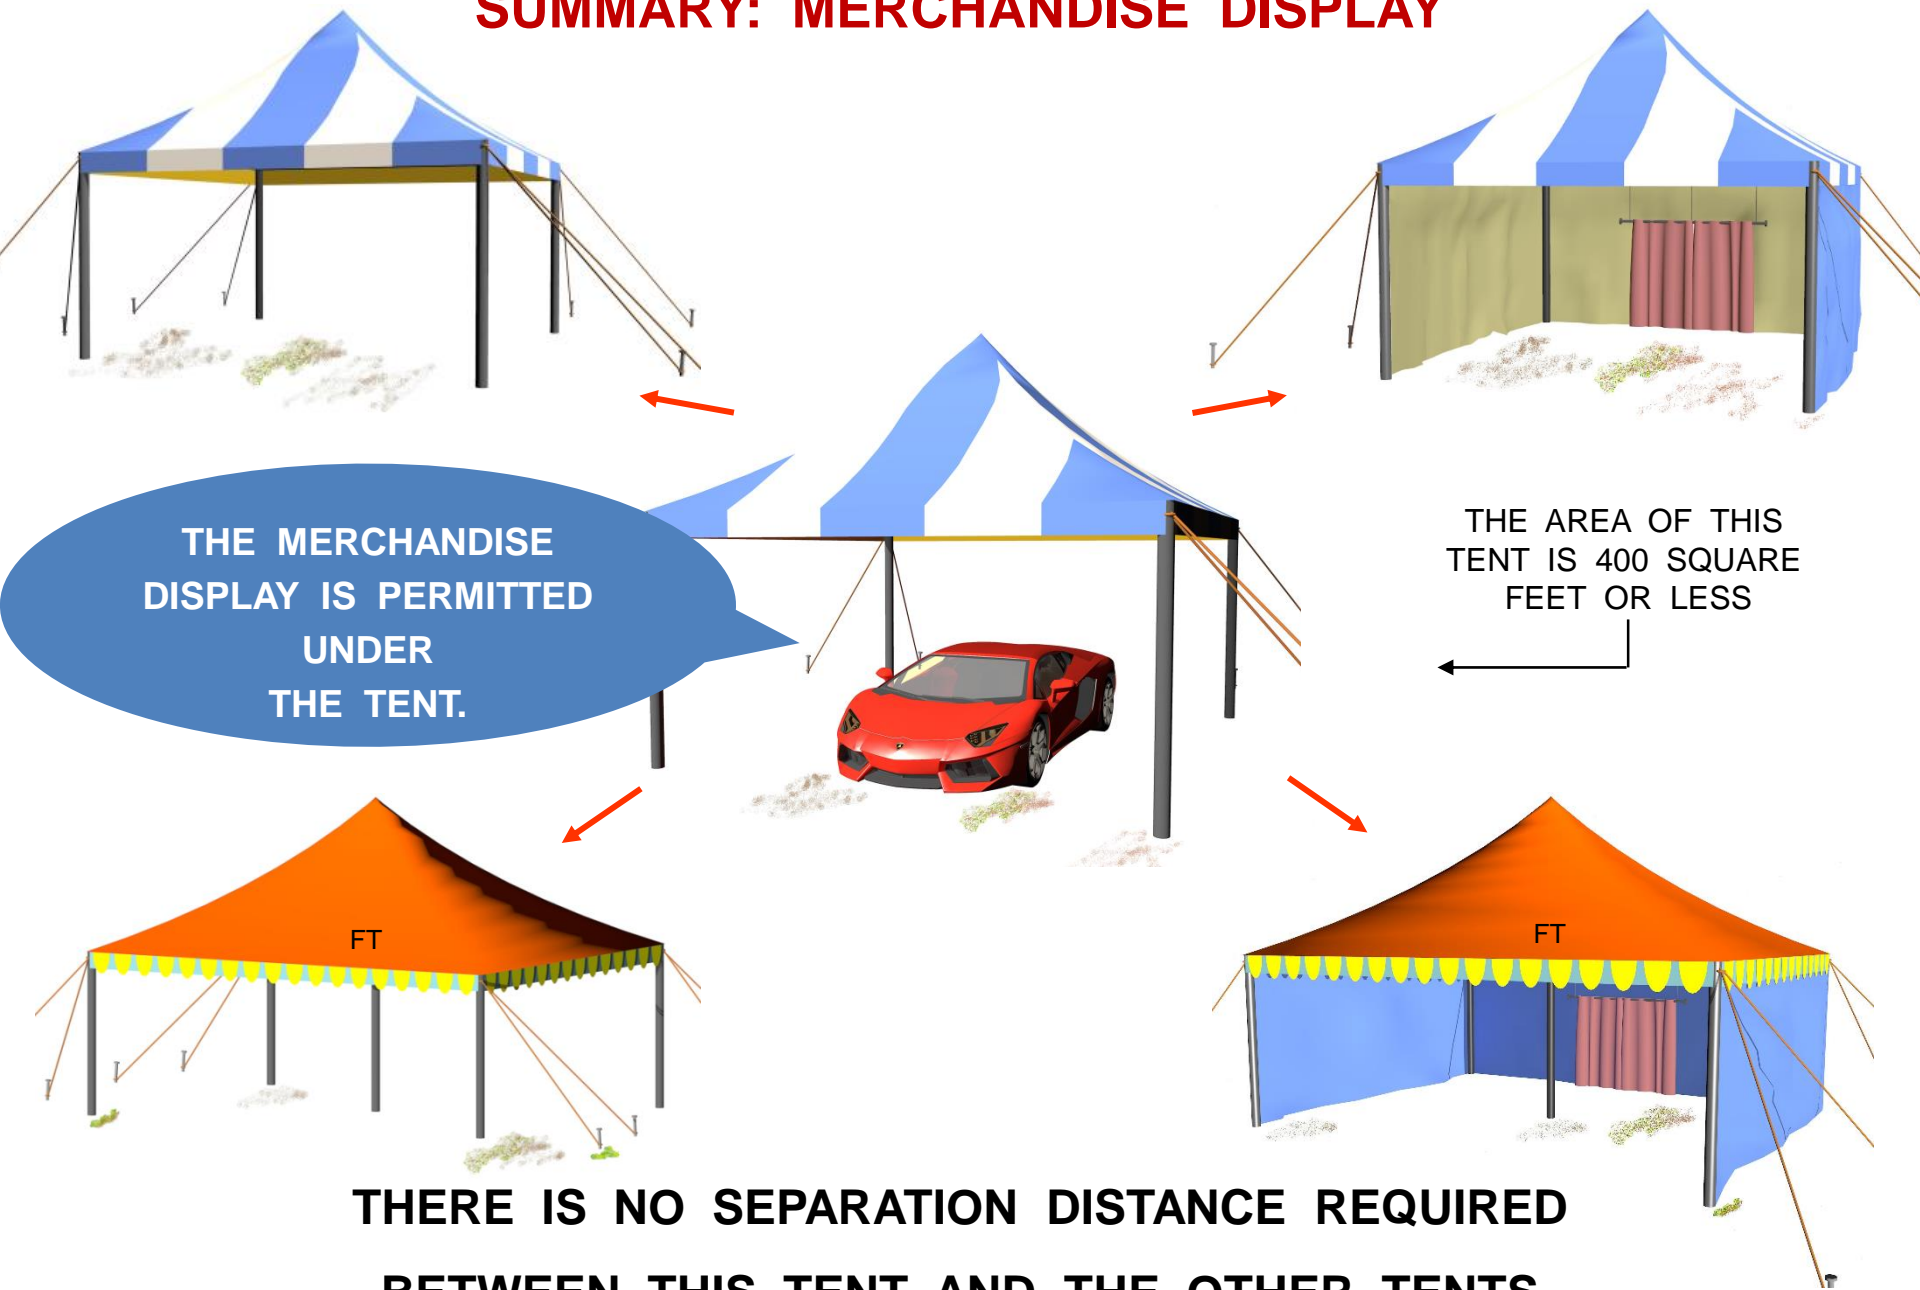 SUMMARY: MERCHANDISE DISPLAY
THE MERCHANDISE
DISPLAY IS PERMITTED
UNDER
THE TENT.
THE AREA OF THIS
TENT IS 400 SQUARE
FEET OR LESS
FT
FT
THERE IS NO SEPARATION DISTANCE REQUIRED
BETWEEN THIS TENT AND THE OTHER TENTS